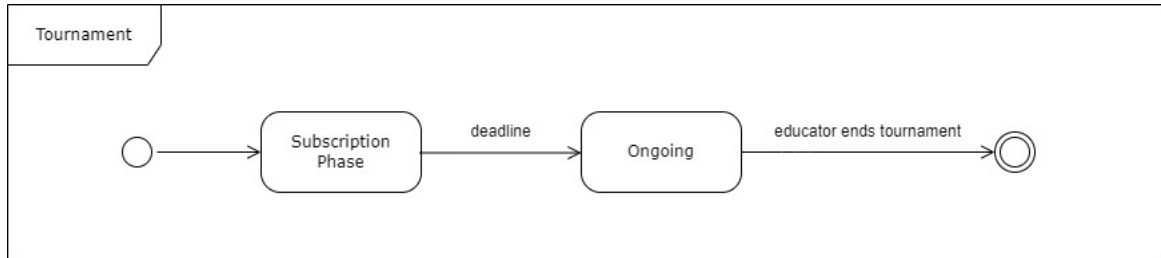 Tournament
Subscription
Phase
deadline
Ongoing
educator ends tournament